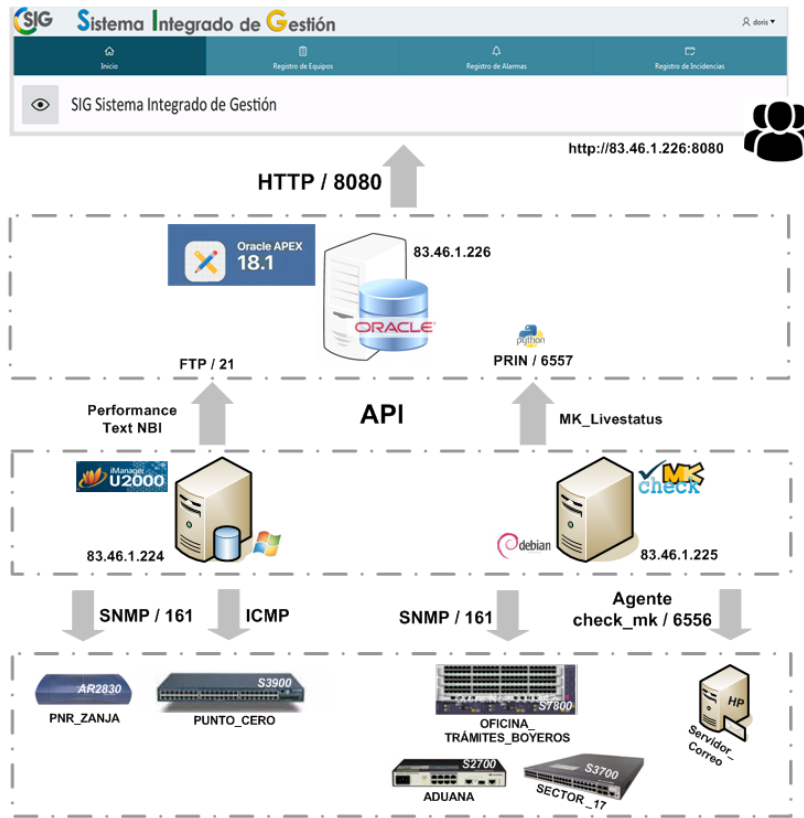 SIG Sistema Integrado de Gestión
doris
Inicio
Registro de Equipos
Registro de Alarmas
Registro de Incidencias
SIG Sistema Integrado de Gestión
http://83.46.1.226:8080
HTTP / 8080
Oracle APEX
18.1
83.46.1.226
ORACLE
python
FTP / 21
PRIN / 6557
Performance
Text NBI
API
MK_Livestatus
iManager
U2000
MK
check
debian
83.46.1.224
83.46.1.225
SNMP / 161
ICMP
SNMP / 161
Agente
check_mk / 6556
AR2830
PNR_ZANJA
S3900
PUNTO_CERO
S7800
OFICINA_
TRÁMITES_BOYEROS
HP
Servidor_
Correo
S2700
ADUANA
S3700
SECTOR_17